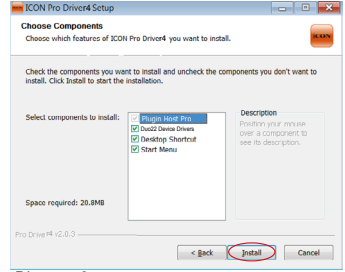 ICON Pro Driver4 Setup
Choose Components
Choose which features of ICON Pro Driver4 you want to install.
ICON
Check the components you want to install and uncheck the components you don't want to
install. Click Install to start the installation.
Select components to install:
Plugin Host Pro
Duo22 Device Drivers
Desktop Shortcut
Start Menu
Description
Position your mouse
over a component to
see its description.
Space required: 20.8MB
Pro Driver4 v2.0.3
< Back
Install
Cancel